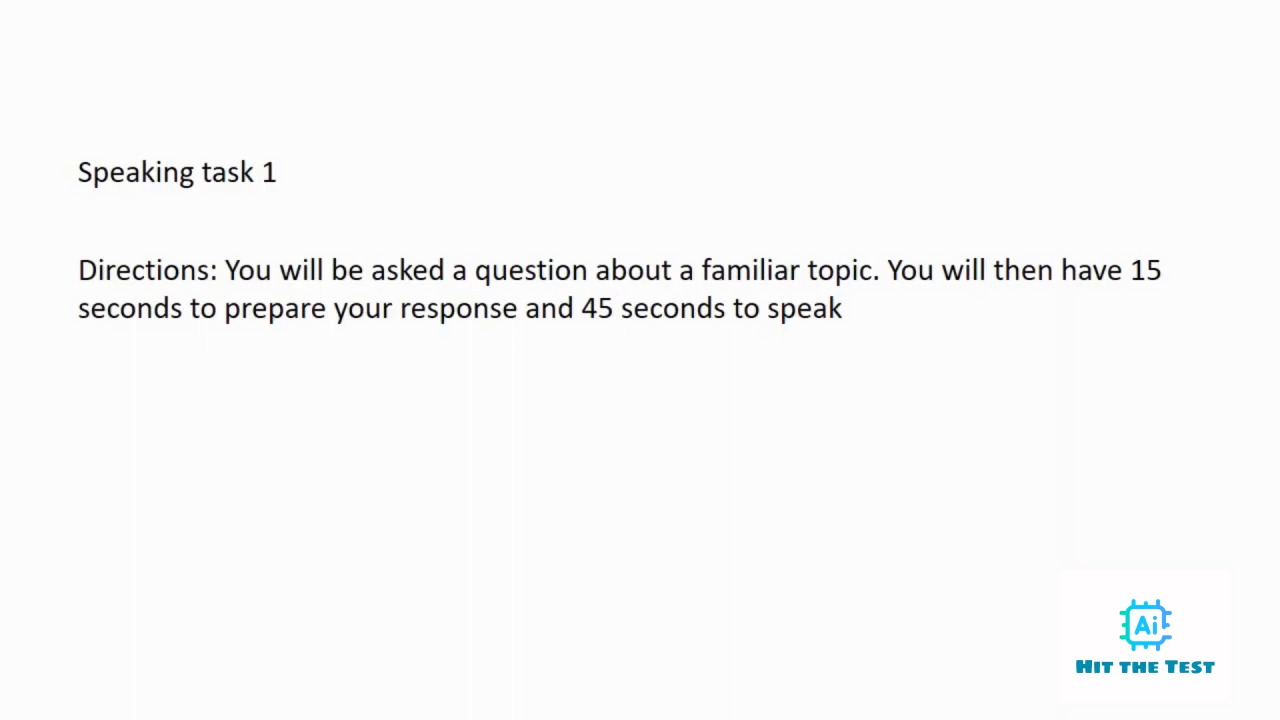 Speaking task 1
Directions: You will be asked a question about a familiar topic. You will then have 15
seconds to prepare your response and 45 seconds to speak
Ai
HIT THE TEST